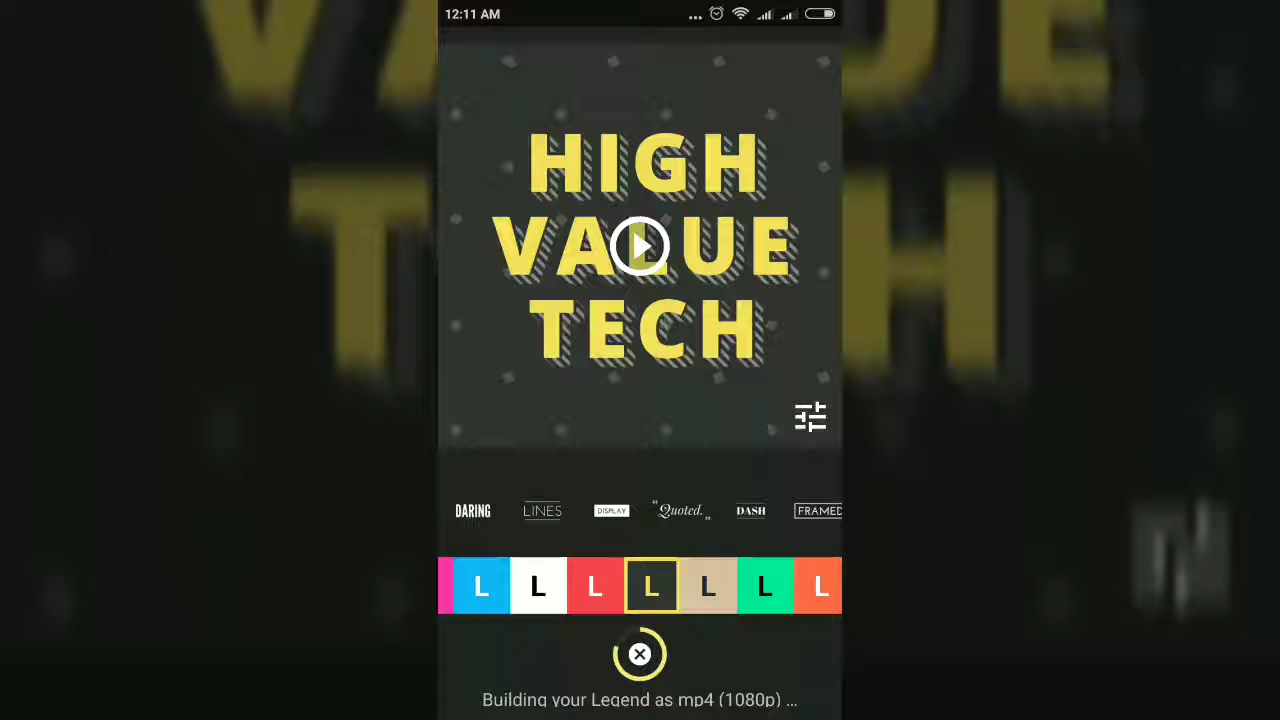 12:11 AM
HIGH
VALUE
TECH
DARING LINES DISPLAY “Quoted.„ DASH FRAMED
L L L L L L L
Building your Legend as mp4 (1080p) ...